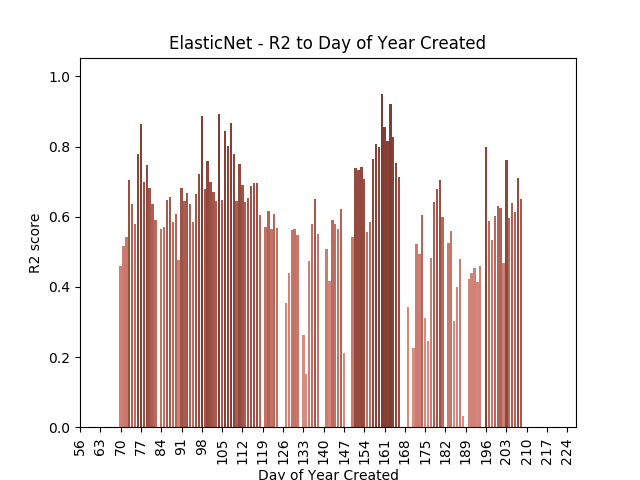 ElasticNet - R2 to Day of Year Created
R2 score
1.0
0.8
0.6
0.4
0.2
0.0
56 63 70 77 84 91 98 105 112 119 126 133 140 147 154 161 168 175 182 189 196 203 210 217 224
Day of Year Created